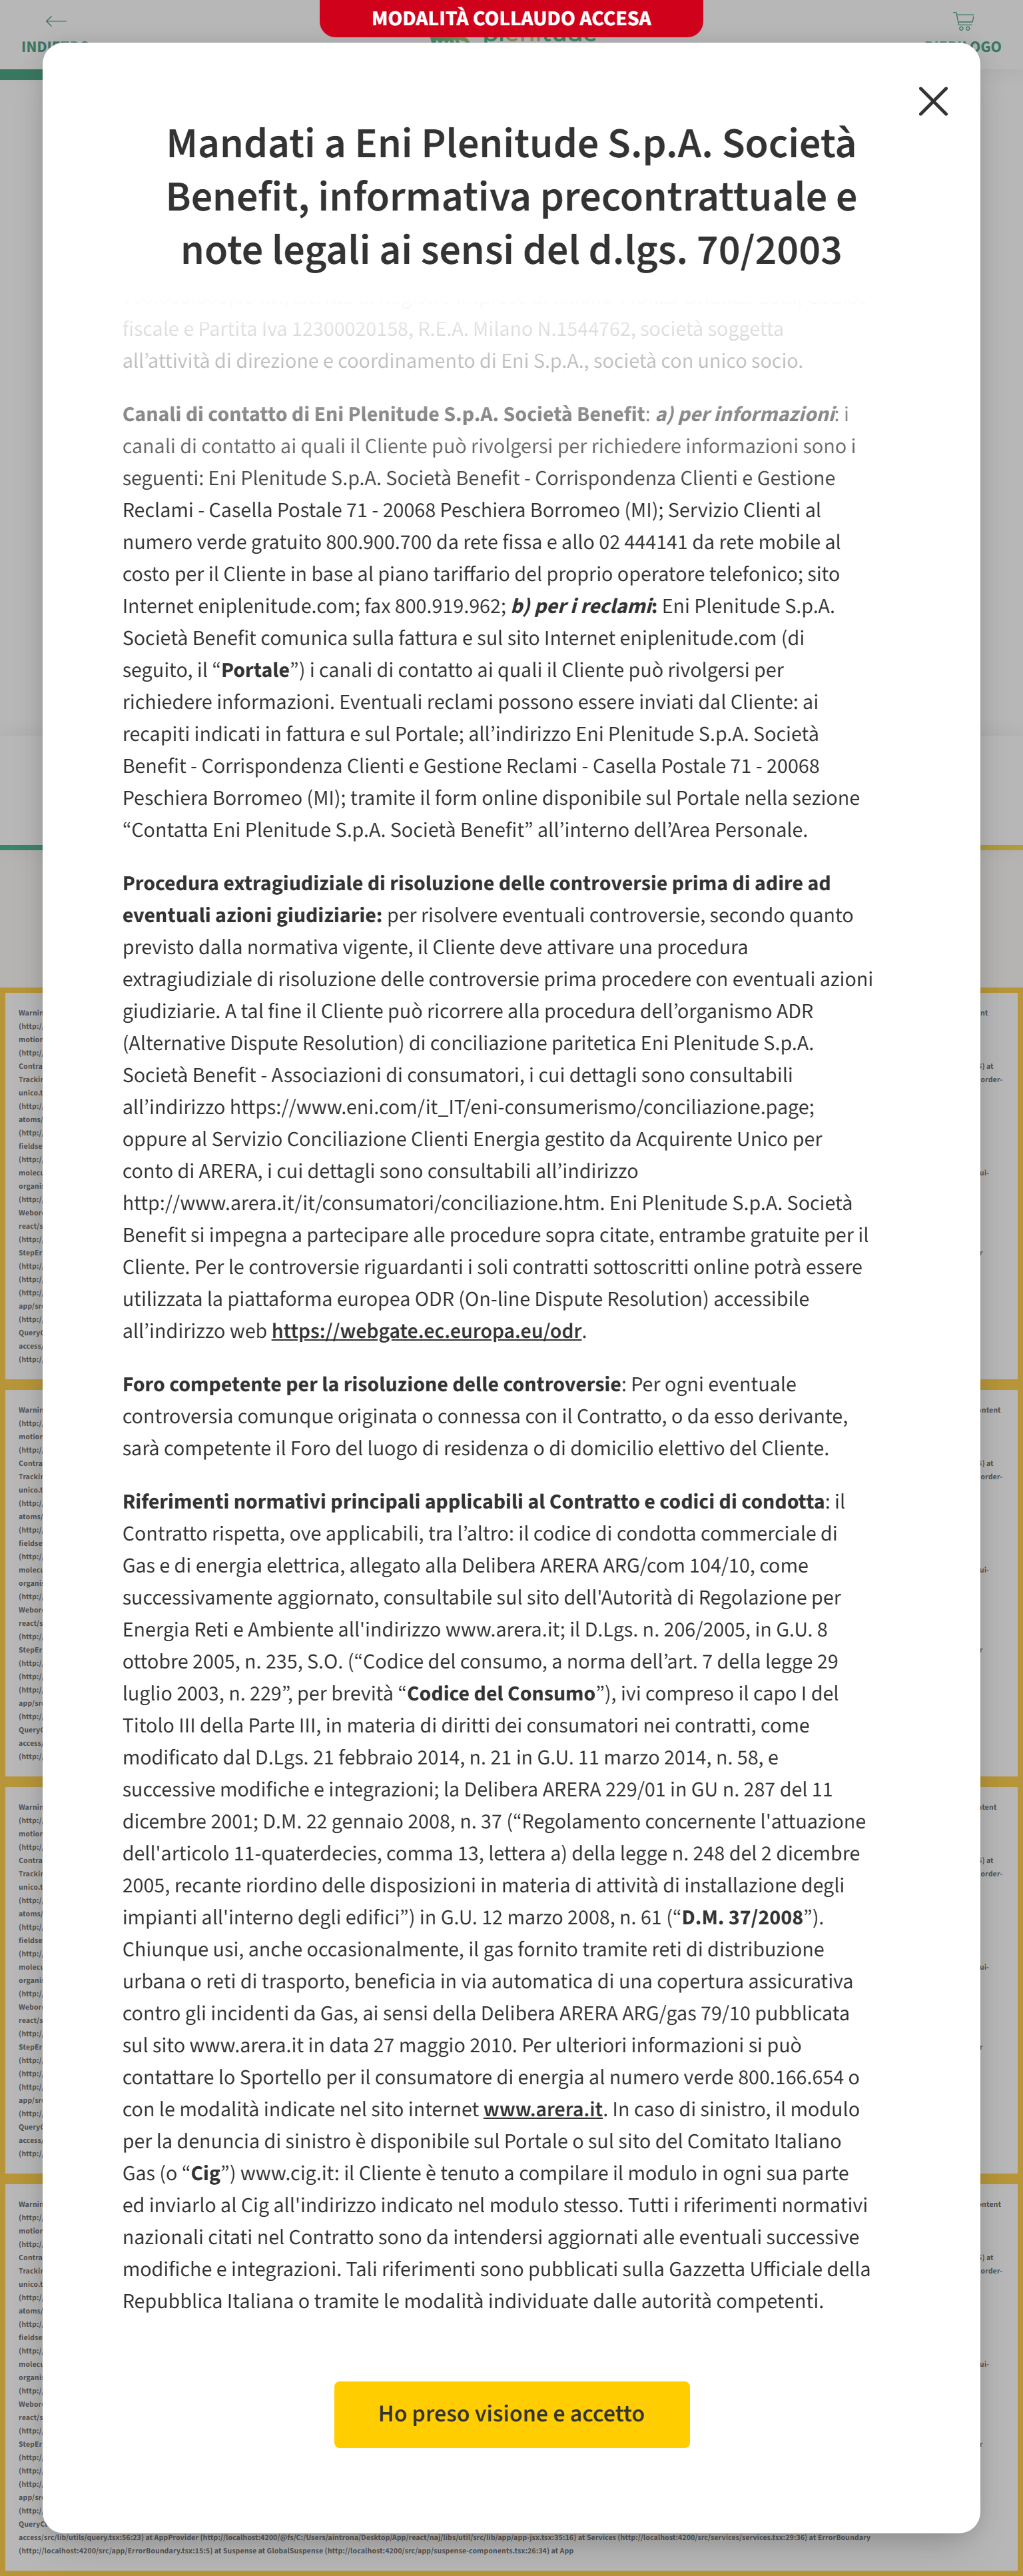 MODALITÀ COLLAUDO ACCESA
Mandati a Eni Plenitude S.p.A. Società
Benefit, informativa precontrattuale e
note legali ai sensi del d.lgs. 70/2003
fiscale e Partita Iva 12300020158, R.E.A. Milano N.1544762, società soggetta
all’attività di direzione e coordinamento di Eni S.p.A., società con unico socio.
Canali di contatto di Eni Plenitude S.p.A. Società Benefit: a) per informazioni: i
canali di contatto ai quali il Cliente può rivolgersi per richiedere informazioni sono i
seguenti: Eni Plenitude S.p.A. Società Benefit - Corrispondenza Clienti e Gestione
Reclami - Casella Postale 71 - 20068 Peschiera Borromeo (MI); Servizio Clienti al
numero verde gratuito 800.900.700 da rete fissa e allo 02 444141 da rete mobile al
costo per il Cliente in base al piano tariffario del proprio operatore telefonico; sito
Internet eniplenitude.com; fax 800.919.962; b) per i reclami: Eni Plenitude S.p.A.
Società Benefit comunica sulla fattura e sul sito Internet eniplenitude.com (di
seguito, il “Portale”) i canali di contatto ai quali il Cliente può rivolgersi per
richiedere informazioni. Eventuali reclami possono essere inviati dal Cliente: ai
recapiti indicati in fattura e sul Portale; all’indirizzo Eni Plenitude S.p.A. Società
Benefit - Corrispondenza Clienti e Gestione Reclami - Casella Postale 71 - 20068
Peschiera Borromeo (MI); tramite il form online disponibile sul Portale nella sezione
“Contatta Eni Plenitude S.p.A. Società Benefit” all’interno dell’Area Personale.
Procedura extragiudiziale di risoluzione delle controversie prima di adire ad
eventuali azioni giudiziarie: per risolvere eventuali controversie, secondo quanto
previsto dalla normativa vigente, il Cliente deve attivare una procedura
extragiudiziale di risoluzione delle controversie prima procedere con eventuali azioni
giudiziarie. A tal fine il Cliente può ricorrere alla procedura dell’organismo ADR
(Alternative Dispute Resolution) di conciliazione paritetica Eni Plenitude S.p.A.
Società Benefit - Associazioni di consumatori, i cui dettagli sono consultabili
all’indirizzo https://www.eni.com/it_IT/eni-consumerismo/conciliazione.page;
oppure al Servizio Conciliazione Clienti Energia gestito da Acquirente Unico per
conto di ARERA, i cui dettagli sono consultabili all’indirizzo
http://www.arera.it/it/consumatori/conciliazione.htm. Eni Plenitude S.p.A. Società
Benefit si impegna a partecipare alle procedure sopra citate, entrambe gratuite per il
Cliente. Per le controversie riguardanti i soli contratti sottoscritti online potrà essere
utilizzata la piattaforma europea ODR (On-line Dispute Resolution) accessibile
all’indirizzo web https://webgate.ec.europa.eu/odr.
Foro competente per la risoluzione delle controversie: Per ogni eventuale
controversia comunque originata o connessa con il Contratto, o da esso derivante,
sarà competente il Foro del luogo di residenza o di domicilio elettivo del Cliente.
Riferimenti normativi principali applicabili al Contratto e codici di condotta: il
Contratto rispetta, ove applicabili, tra l’altro: il codice di condotta commerciale di
Gas e di energia elettrica, allegato alla Delibera ARERA ARG/com 104/10, come
successivamente aggiornato, consultabile sul sito dell'Autorità di Regolazione per
Energia Reti e Ambiente all'indirizzo www.arera.it; il D.Lgs. n. 206/2005, in G.U. 8
ottobre 2005, n. 235, S.O. (“Codice del Consumo, a norma dell’art. 7 della legge 29
luglio 2003, n. 229”, per brevità “Codice del Consumo”), ivi compreso il capo I del
Titolo III della Parte III, in materia di diritti dei consumatori nei contratti, come
modificato dal D.Lgs. 21 febbraio 2014, n. 21 in G.U. 11 marzo 2014, n. 58, e
successive modifiche e integrazioni; la Delibera ARERA 229/01 in GU n. 287 del 11
dicembre 2001; D.M. 22 gennaio 2008, n. 37 (“Regolamento concernente l'attuazione
dell'articolo 11-quaterdecies, comma 13, lettera a) della legge n. 248 del 2 dicembre
2005, recante riordino delle disposizioni in materia di attività di installazione degli
impianti all'interno degli edifici”) in G.U. 12 marzo 2008, n. 61 (“D.M. 37/2008”).
Chiunque usi, anche occasionalmente, il gas fornito tramite reti di distribuzione
urbana o reti di trasporto, beneficia in via automatica di una copertura assicurativa
contro gli incidenti da Gas, ai sensi della Delibera ARERA ARG/gas 79/10 pubblicata
sul sito www.arera.it in data 27 maggio 2010. Per ulteriori informazioni si può
contattare lo Sportello per il consumatore di energia al numero verde 800.166.654 o
con le modalità indicate nel sito internet www.arera.it. In caso di sinistro, il modulo
per la denuncia di sinistro è disponibile sul Portale o sul sito del Comitato Italiano
Gas (o “Cig”) www.cig.it: il Cliente è tenuto a compilare il modulo in ogni sua parte
ed inviarlo al Cig all'indirizzo indicato nel modulo stesso. Tutti i riferimenti normativi
nazionali citati nel Contratto sono da intendersi aggiornati alle eventuali successive
modifiche e integrazioni. Tali riferimenti sono pubblicati sulla Gazzetta Ufficiale della
Repubblica Italiana o tramite le modalità individuate dalle autorità competenti.
Ho preso visione e accetto
access/src/lib/utils/query.tsx:56:23) at AppProvider (http://localhost:4200/@fs/C:/Users/aintrona/Desktop/App/react/naj/libs/util/src/lib/app/app-jsx.tsx:35:16) at Services (http://localhost:4200/src/services/services.tsx:29:36) at ErrorBoundary
(http://localhost:4200/src/app/ErrorBoundary.tsx:15:5) at Suspense at GlobalSuspense (http://localhost:4200/src/app/suspense-components.tsx:26:34) at App